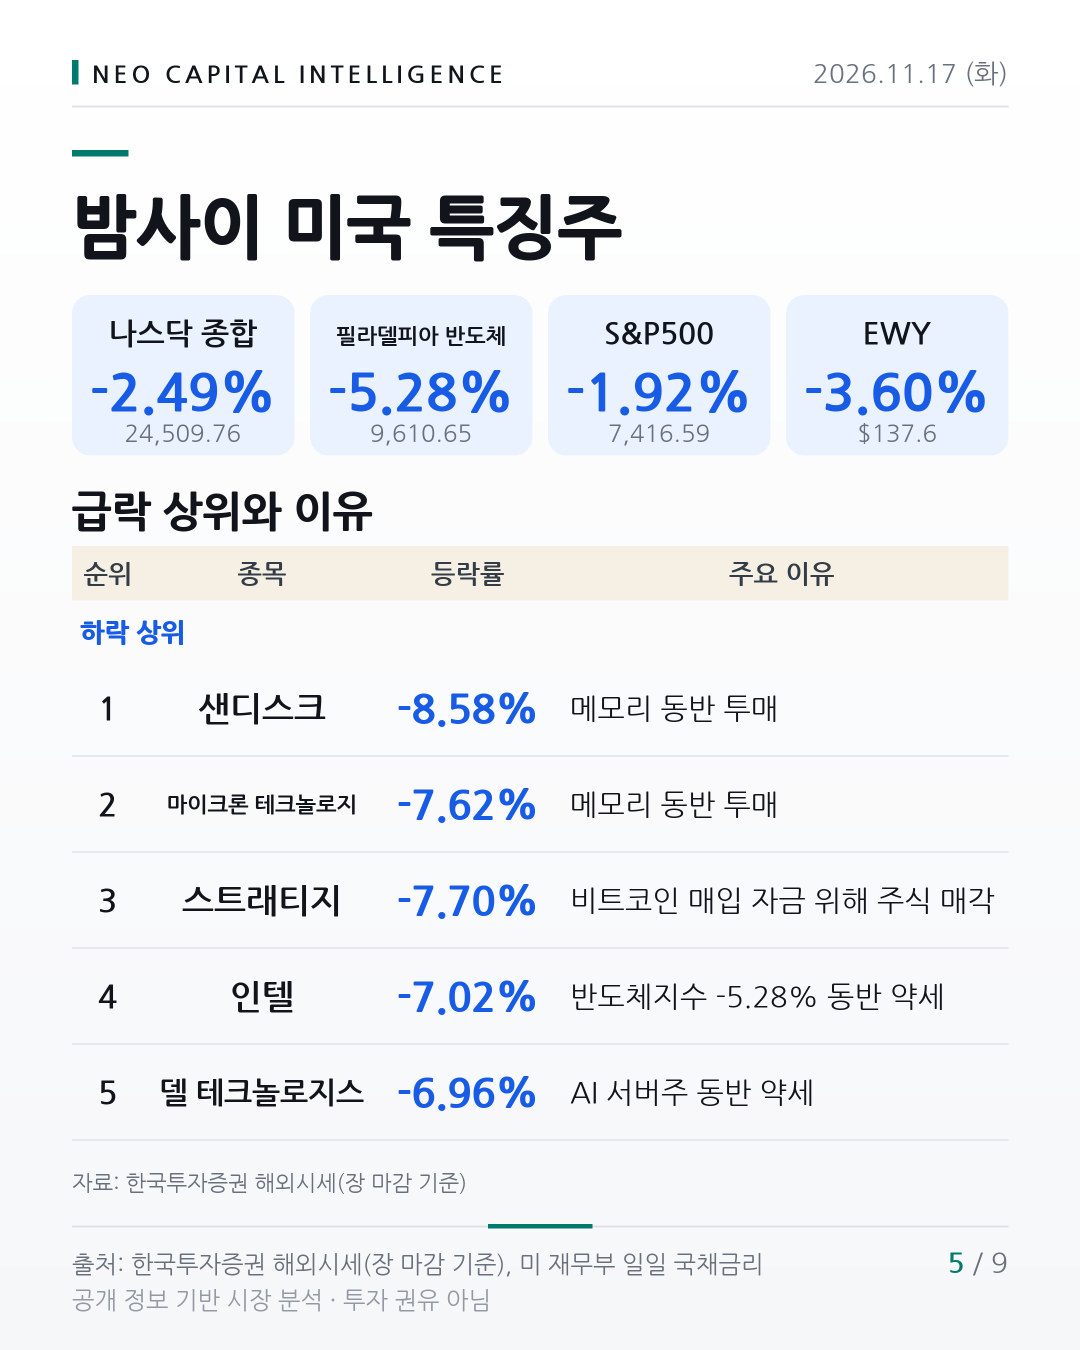 NEO CAPITAL INTELLIGENCE 2026.11.17 (화)
밤사이 미국 특징주
나스닥 종합 필라델피아 반도체 S&P500 EWY
-2.49% -5.28% -1.92% -3.60%
24,509.76 9,610.65 7,416.59 $137.6
급락 상위와 이유
순위 종목 등락률 주요 이유
하락 상위
1 샌디스크 -8.58% 메모리 동반 투매
2 마이크론 테크놀로지 -7.62% 메모리 동반 투매
3 스트래티지 -7.70% 비트코인 매입 자금 위해 주식 매각
4 인텔 -7.02% 반도체지수 -5.28% 동반 약세
5 델 테크놀로지스 -6.96% AI 서버주 동반 약세
자료: 한국투자증권 해외시세(장 마감 기준)
출처: 한국투자증권 해외시세(장 마감 기준), 미 재무부 일일 국채금리 5 / 9
공개 정보 기반 시장 분석 · 투자 권유 아님